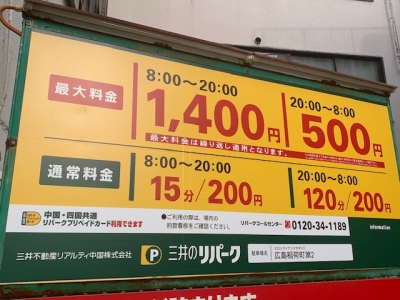 最大料金
8:00～20:00
1,400円
20:00～8:00
500円
最大料金は繰り返し適用となります。
通常料金
8:00～20:00
15分/200円
20:00～8:00
120分/200円
中国・四国共通
リパークプリペイドカード利用できます
●ご利用の際は、場内の
約款看板をご確認ください。
リパークコールセンター 0120-34-1189
information
三井不動産リアルティ中国株式会社
P 三井のリパーク
駐車場名
広島稲荷町第2